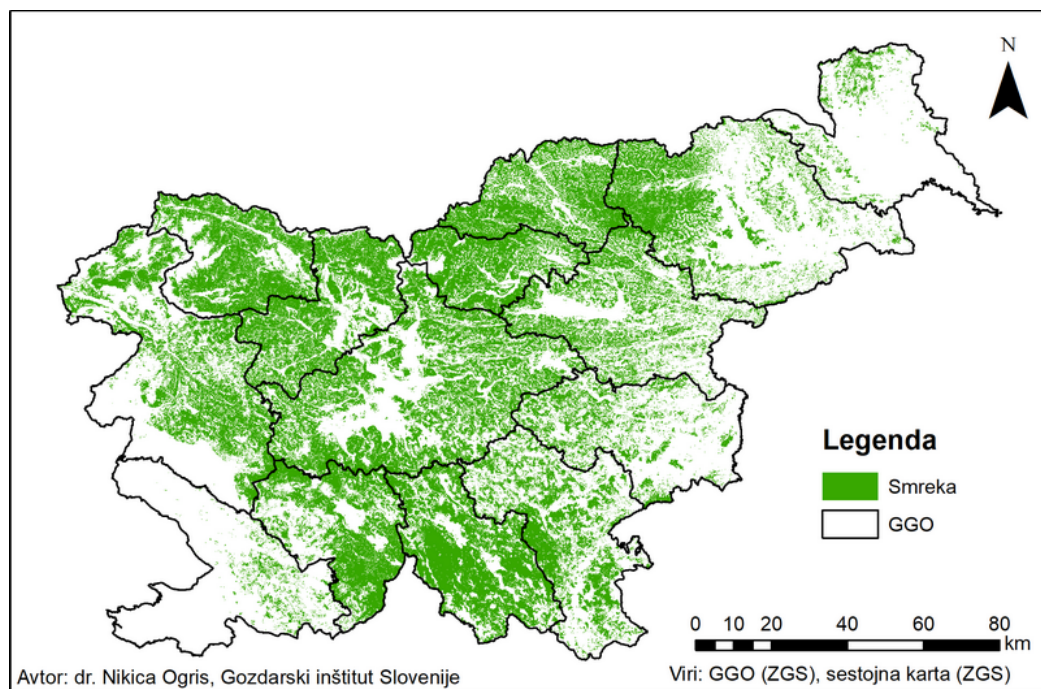 N
Legenda
Smreka
GGO
0 10 20 40 60 80
km
Avtor: dr. Nikica Ogris, Gozdarski inštitut Slovenije
Viri: GGO (ZGS), sestojna karta (ZGS)